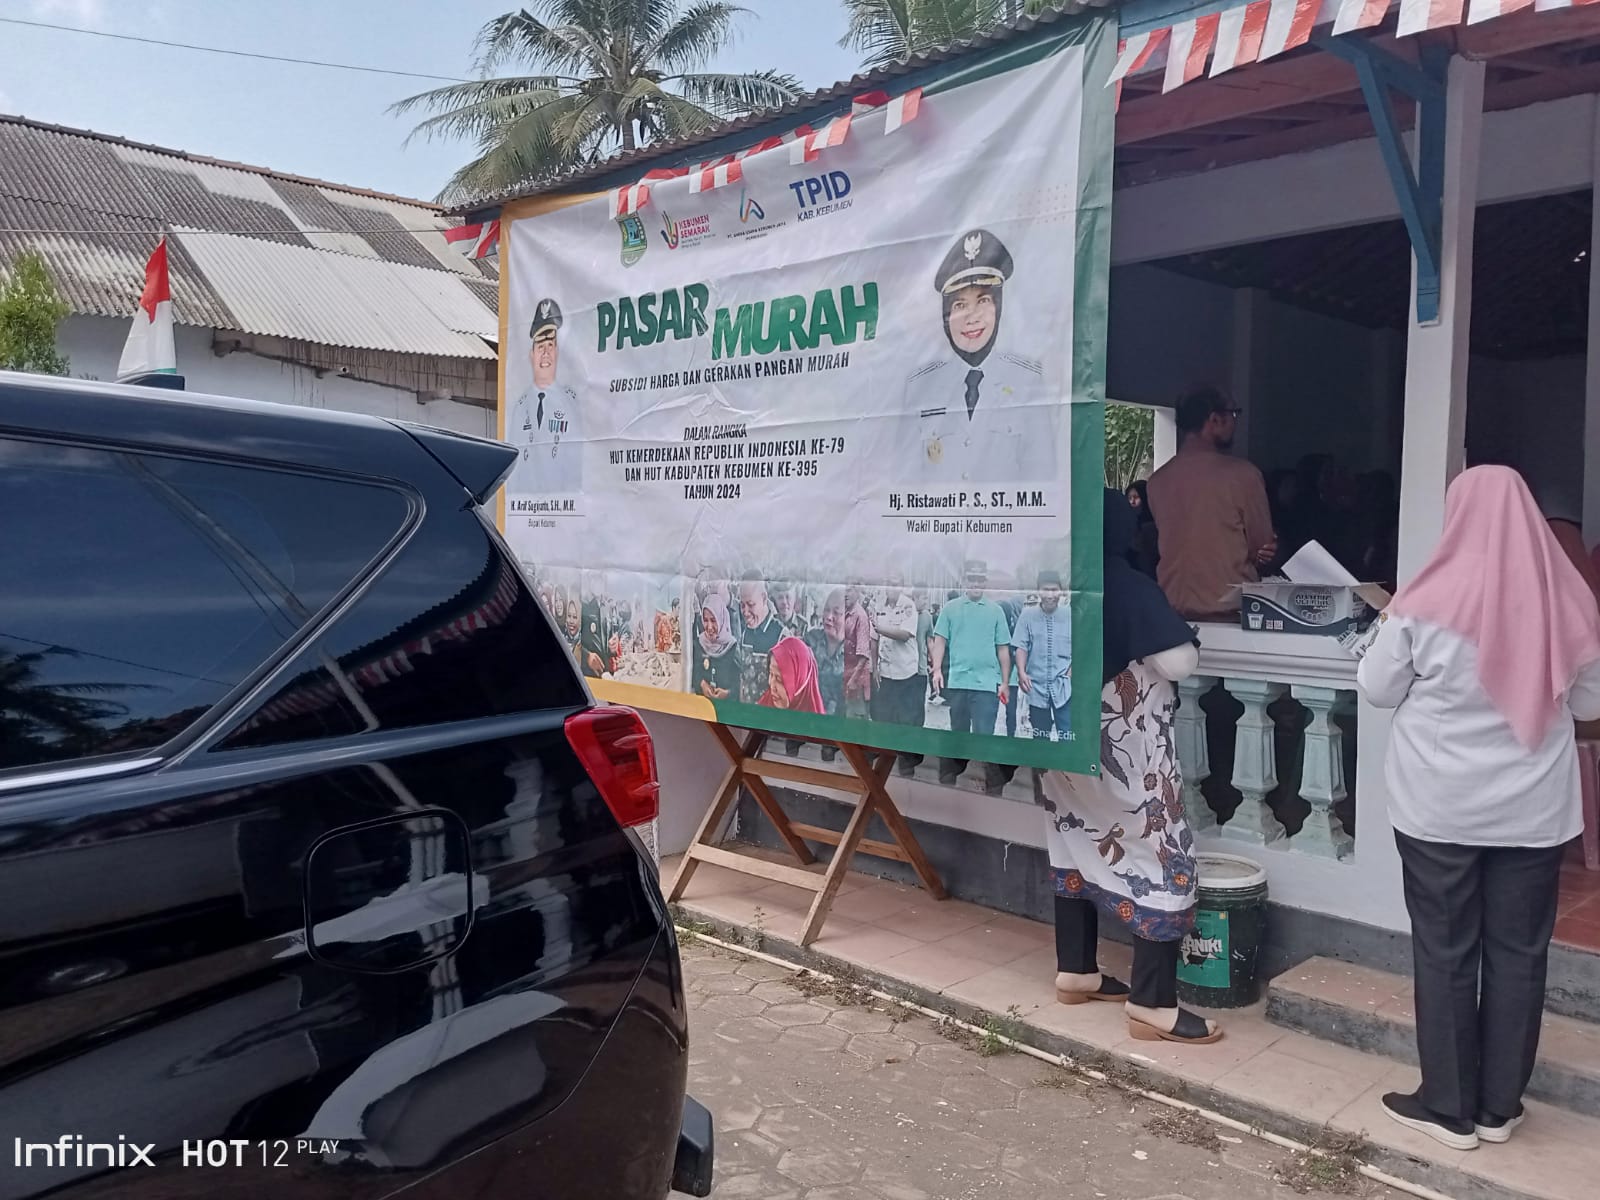 KEBUMEN
SEMARAK
TPID
KAB. KEBUMEN
PASAR MURAH
SUBSIDI HARGA DAN GERAKAN PANGAN MURAH
DALAM RANGKA
HUT KEMERDEKAAN REPUBLIK INDONESIA KE-79
DAN HUT KABUPATEN KEBUMEN KE-395
TAHUN 2024
H. Arif Sugiyanto, S.H., M.H.
Bupati Kebumen
Hj. Ristawati P. S., ST., M.M.
Wakil Bupati Kebumen
SnapEdit
ANIK!
Infinix HOT 12 PLAY